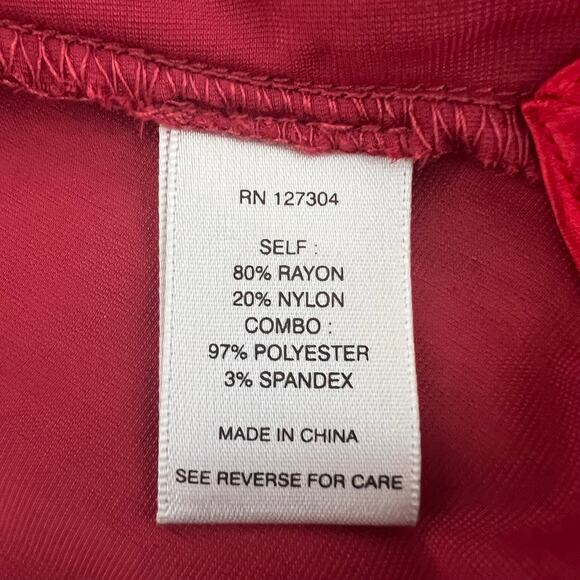 RN 127304
SELF :
80% RAYON
20% NYLON
COMBO :
97% POLYESTER
3% SPANDEX
MADE IN CHINA
SEE REVERSE FOR CARE